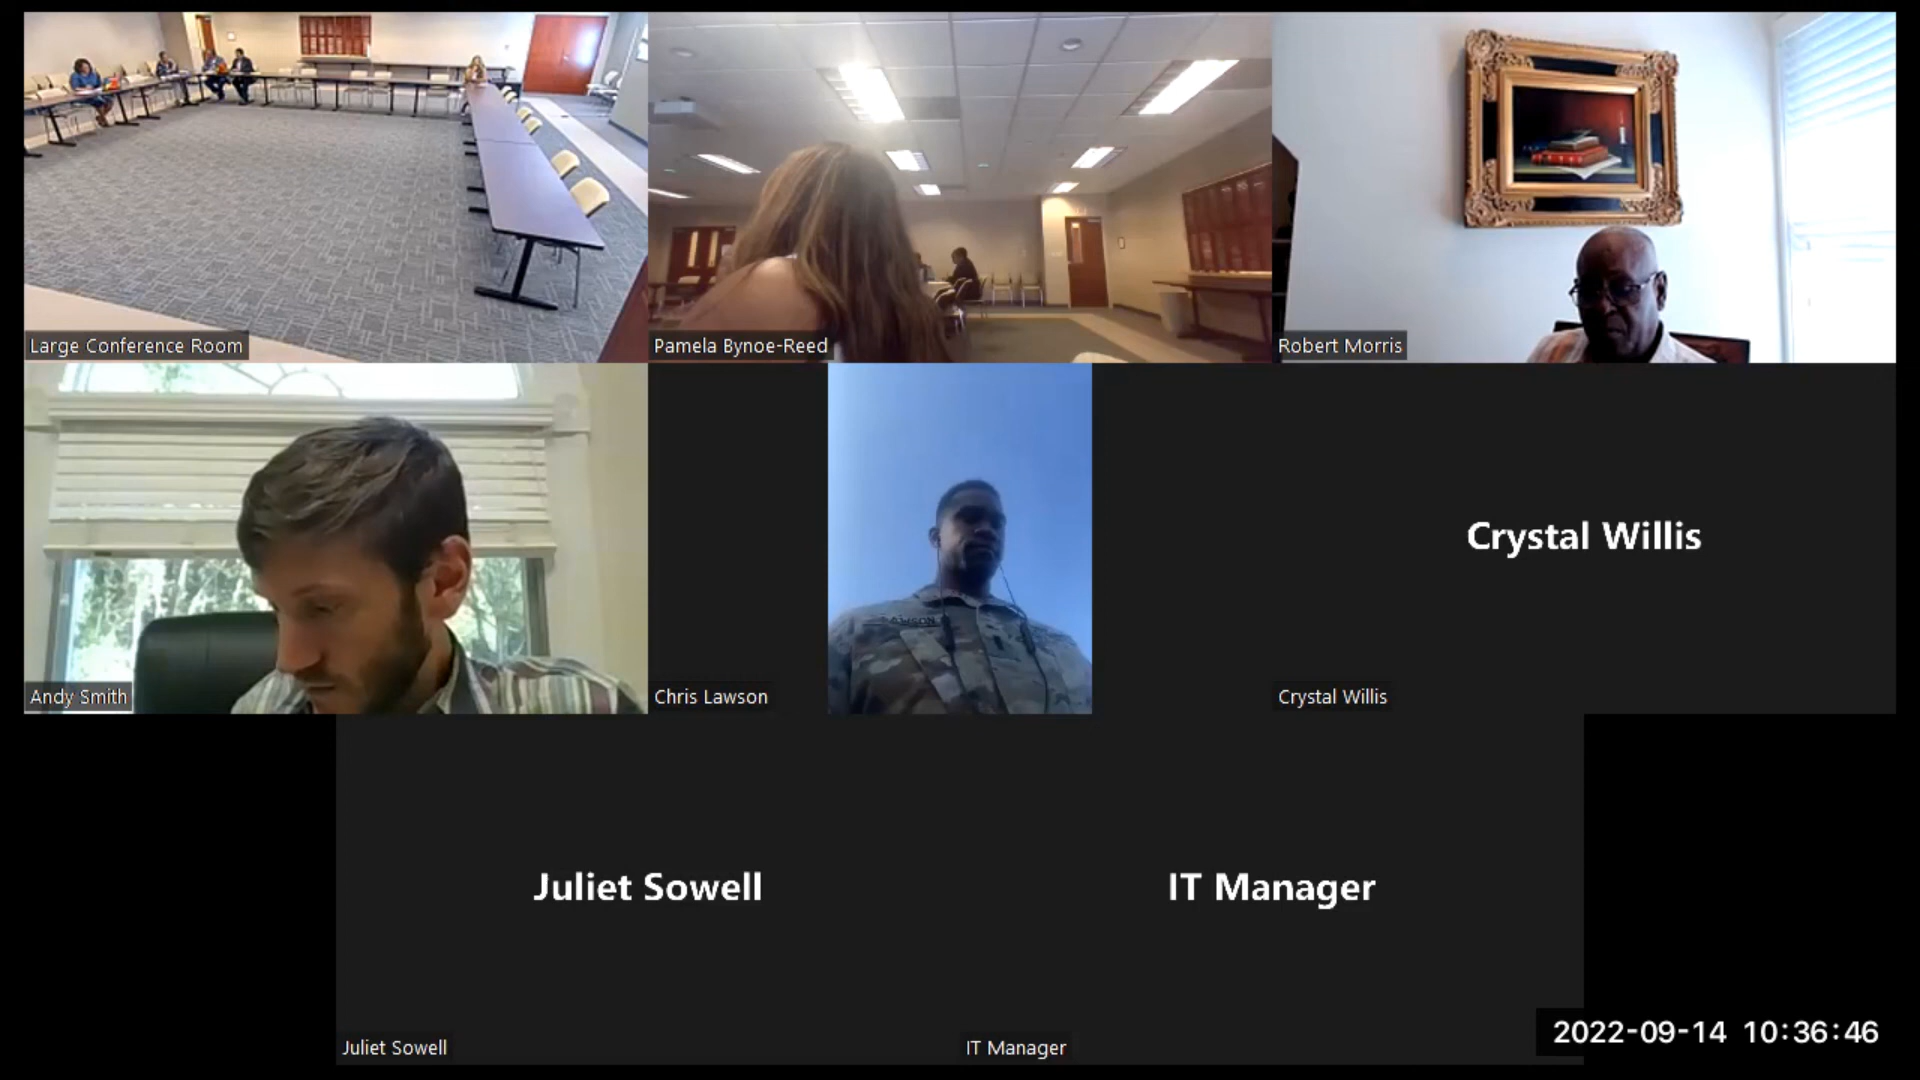 Large Conference Room
Pamela Bynoe-Reed
Robert Morris
Andy Smith
Chris Lawson
LAWSON
Crystal Willis
Crystal Willis
Juliet Sowell
IT Manager
Juliet Sowell
IT Manager
2022-09-14 10:36:46